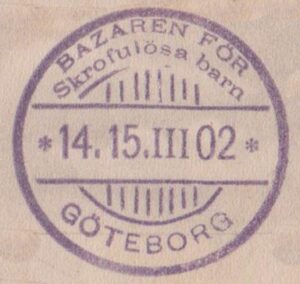 BAZAREN FÖR
Skrofulösa barn
* 14. 15. III 02 *
GÖTEBORG